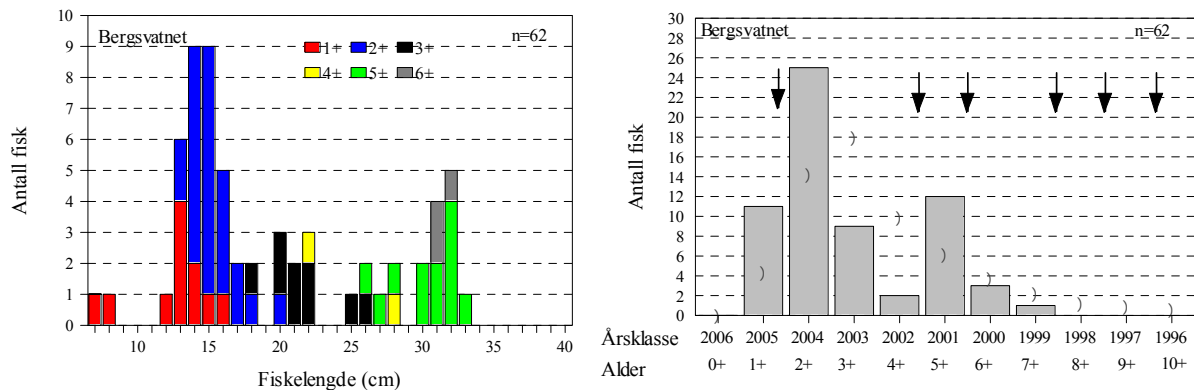 Bergsvatnet n=62
1+ 2+ 3+
4+ 5+ 6+
10
9
8
7
6
5
4
3
2
1
0
Antall fisk
10 15 20 25 30 35 40
Fiskelengde (cm)
Bergsvatnet n=62
30
28
26
24
22
20
18
16
14
12
10
8
6
4
2
0
Antall fisk
Årsklasse 2006 2005 2004 2003 2002 2001 2000 1999 1998 1997 1996
Alder 0+ 1+ 2+ 3+ 4+ 5+ 6+ 7+ 8+ 9+ 10+